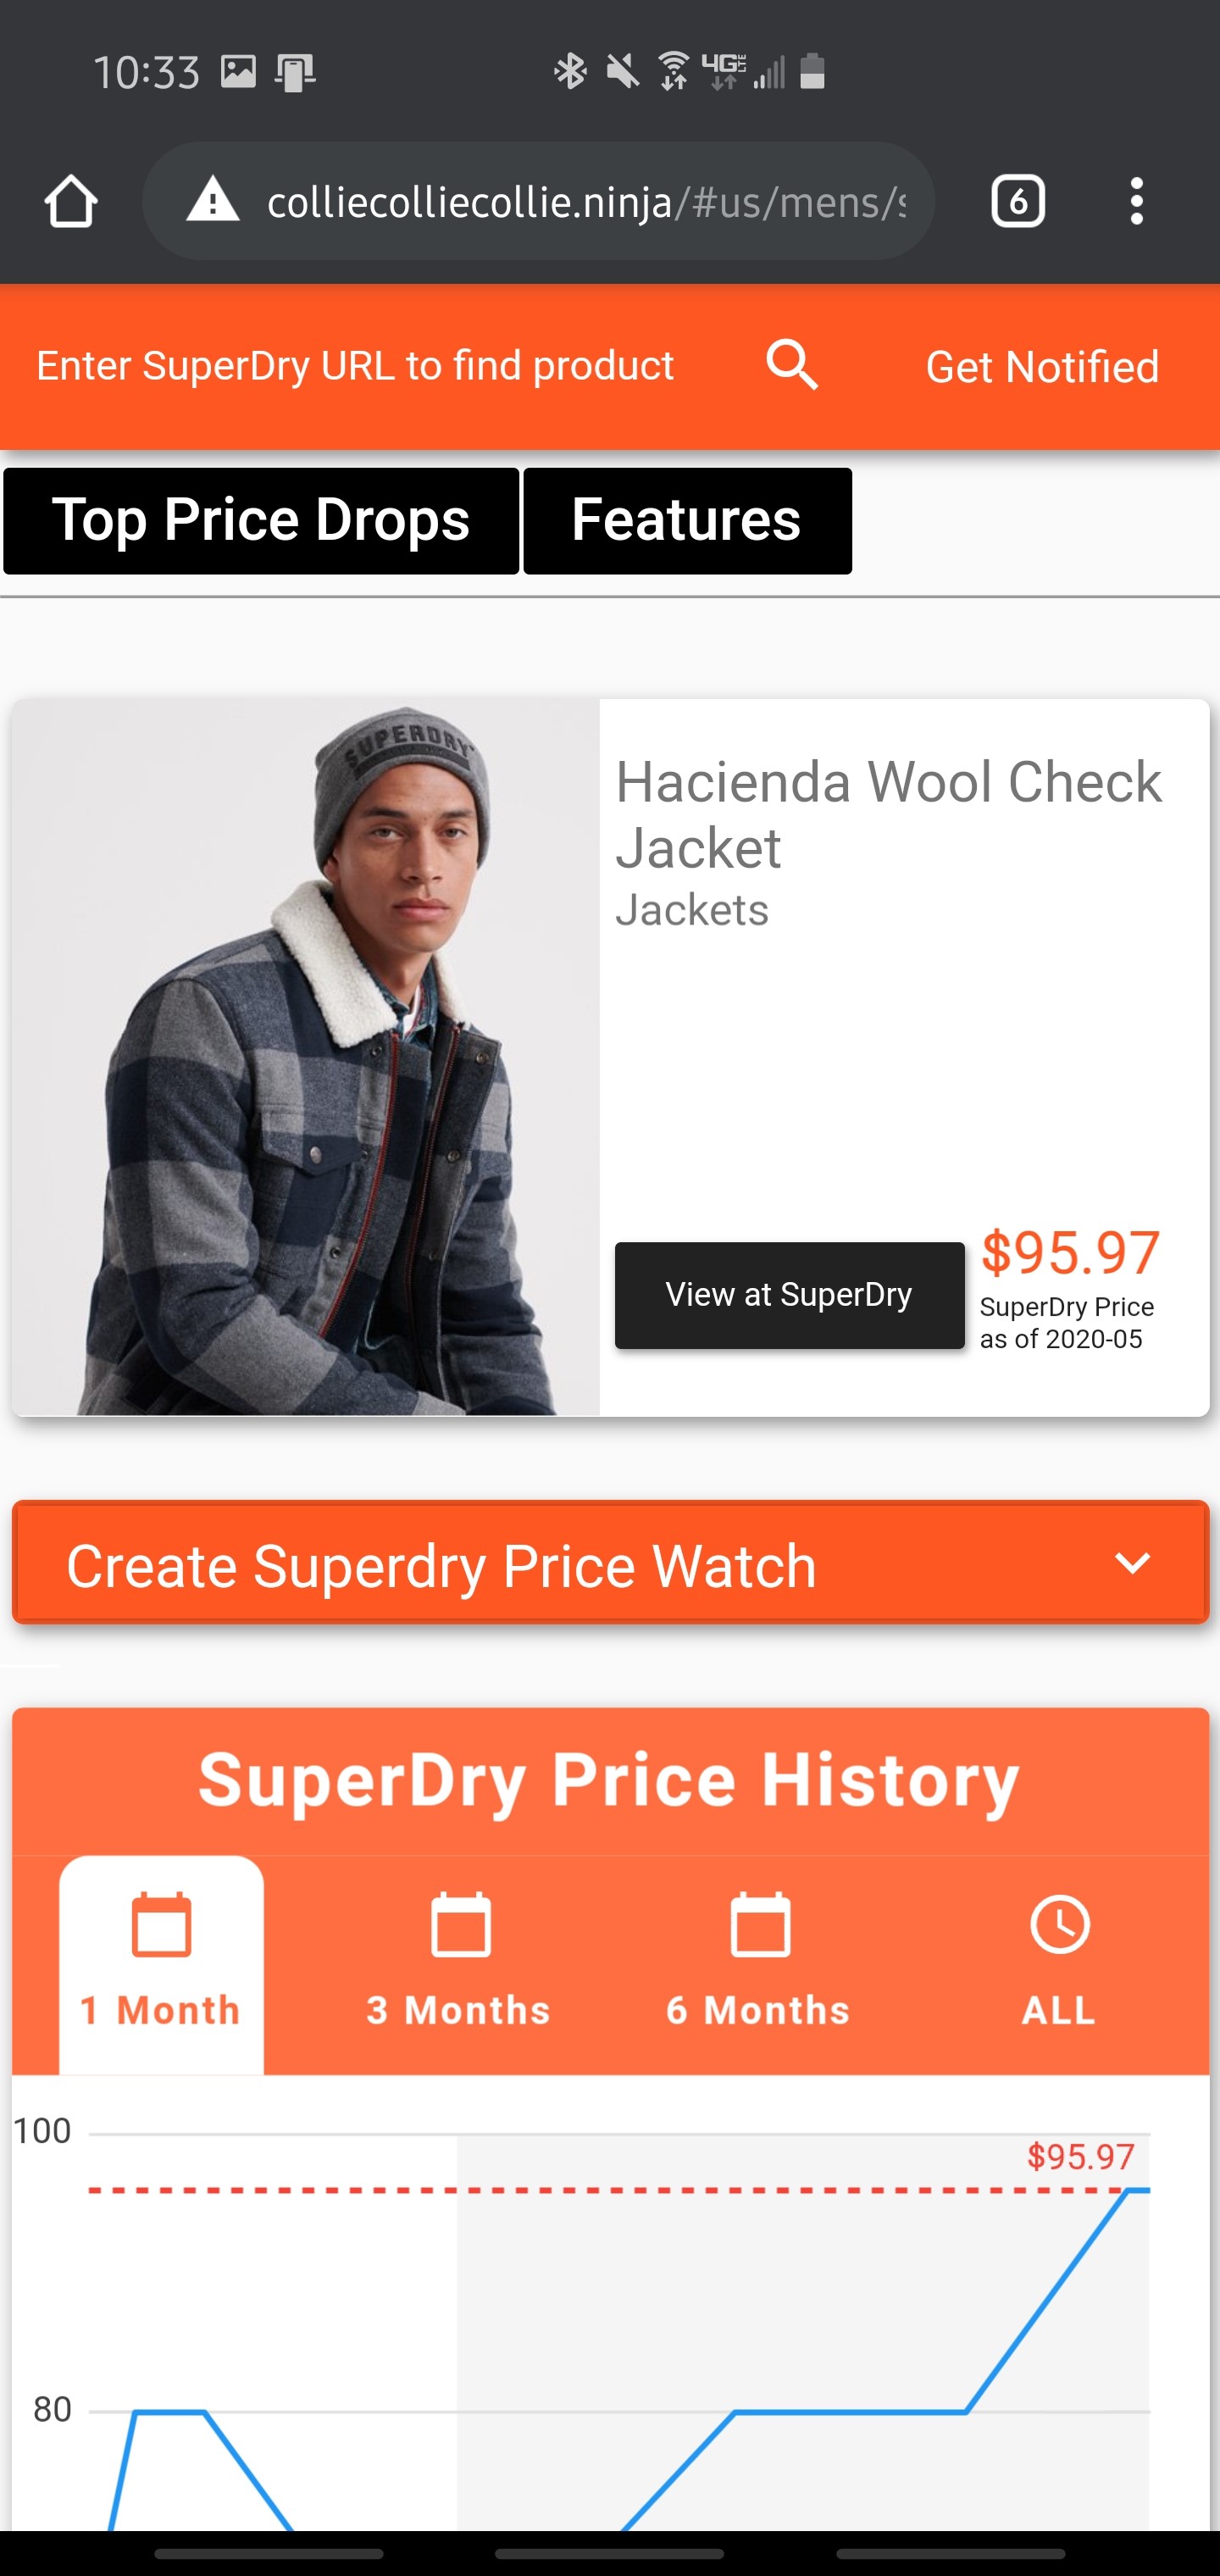 10:33
4G LTE
colliecolliecollie.ninja/#us/mens/s
6
Enter SuperDry URL to find product
Get Notified
Top Price Drops
Features
SUPERDRY
Hacienda Wool Check
Jacket
Jackets
View at SuperDry
$95.97
SuperDry Price
as of 2020-05
Create Superdry Price Watch
SuperDry Price History
1 Month
3 Months
6 Months
ALL
100
$95.97
80